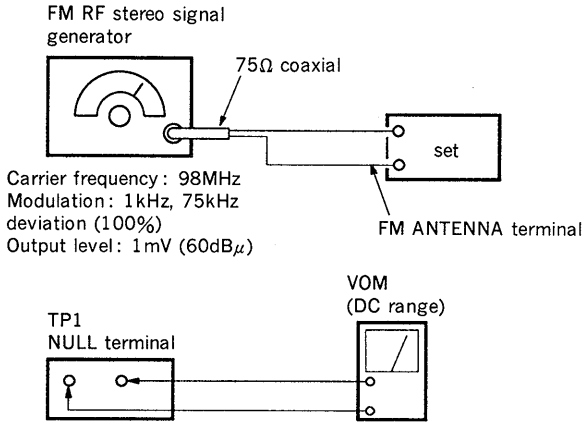 FM RF stereo signal
generator
75Ω coaxial
set
Carrier frequency : 98MHz
Modulation : 1kHz, 75kHz
deviation (100%)
Output level : 1mV (60dBμ)
FM ANTENNA terminal
VOM
(DC range)
TP1
NULL terminal